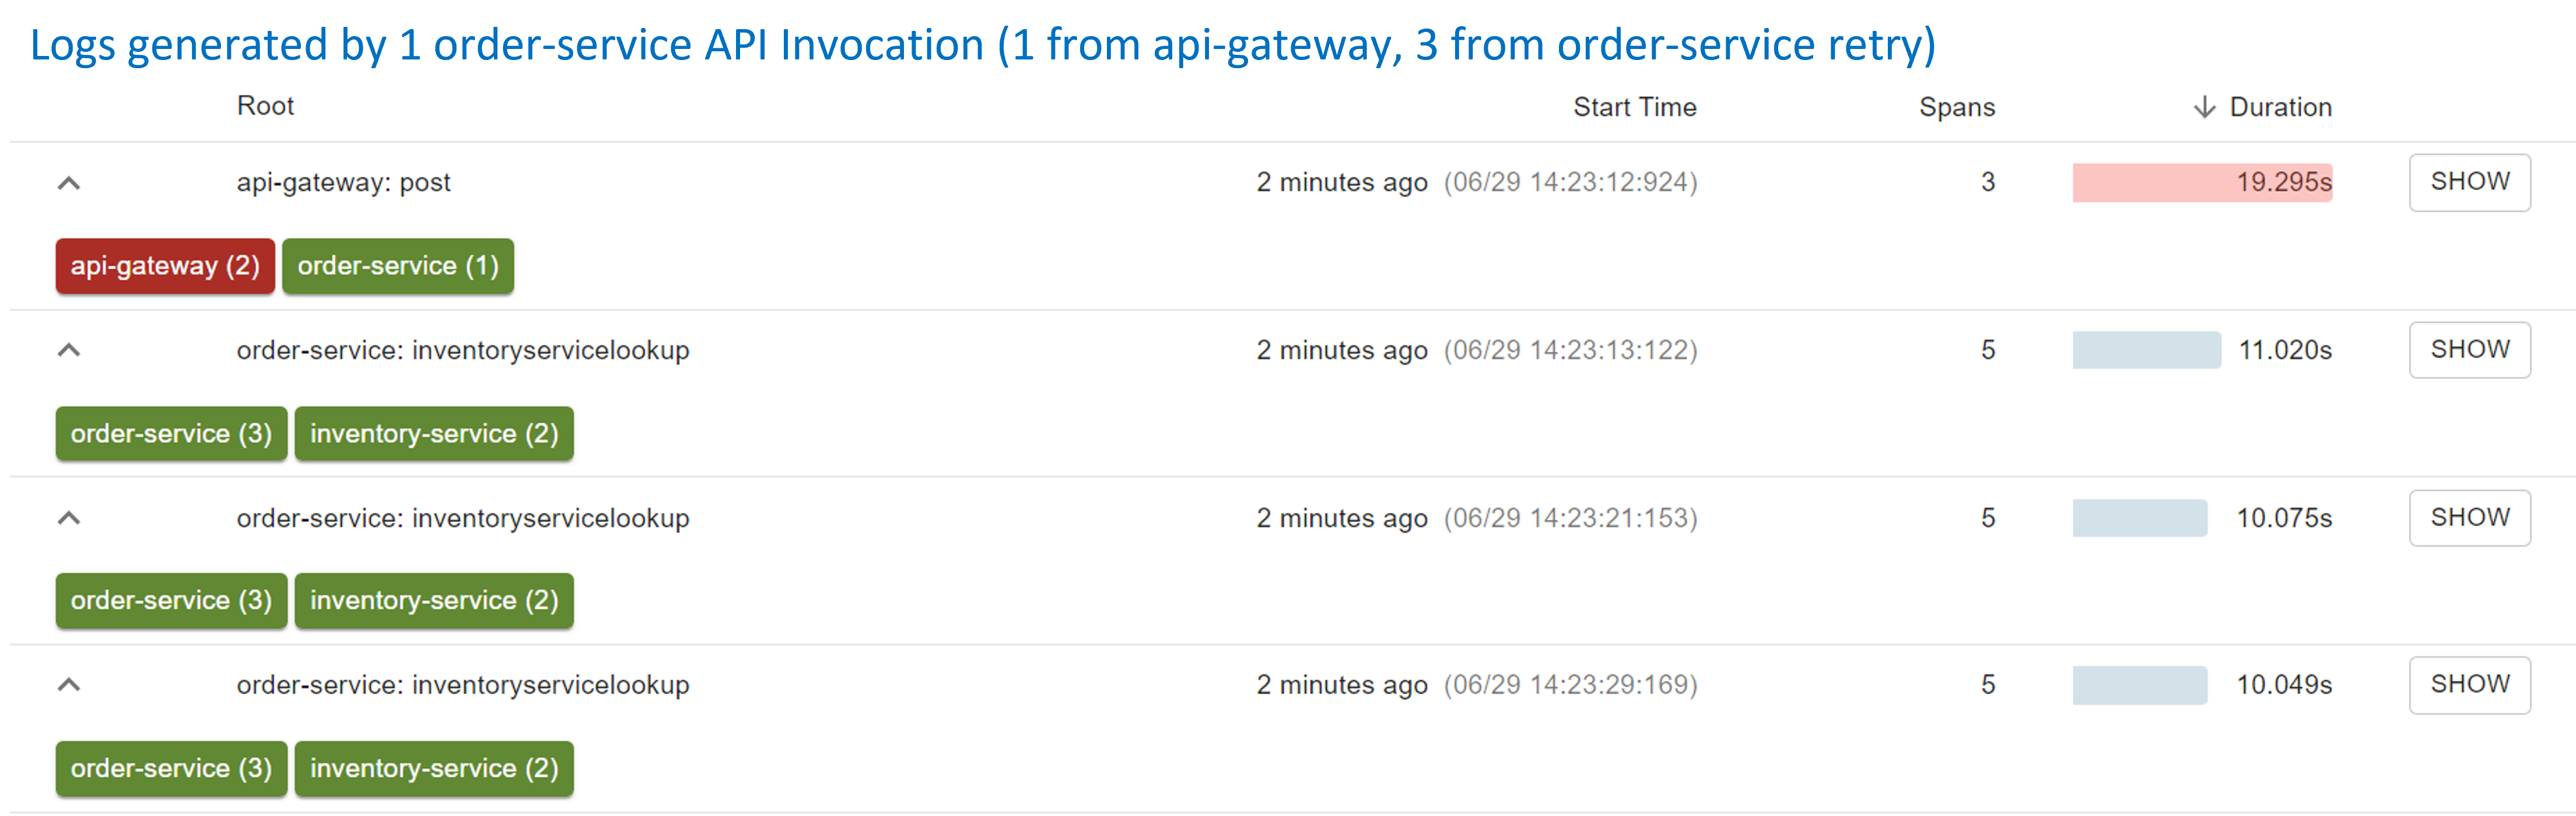 Logs generated by 1 order-service API Invocation (1 from api-gateway, 3 from order-service retry)
Root Start Time Spans ↓ Duration
api-gateway: post 2 minutes ago (06/29 14:23:12:924) 3 19.295s SHOW
api-gateway (2) order-service (1)
order-service: inventoryservicelookup 2 minutes ago (06/29 14:23:13:122) 5 11.020s SHOW
order-service (3) inventory-service (2)
order-service: inventoryservicelookup 2 minutes ago (06/29 14:23:21:153) 5 10.075s SHOW
order-service (3) inventory-service (2)
order-service: inventoryservicelookup 2 minutes ago (06/29 14:23:29:169) 5 10.049s SHOW
order-service (3) inventory-service (2)